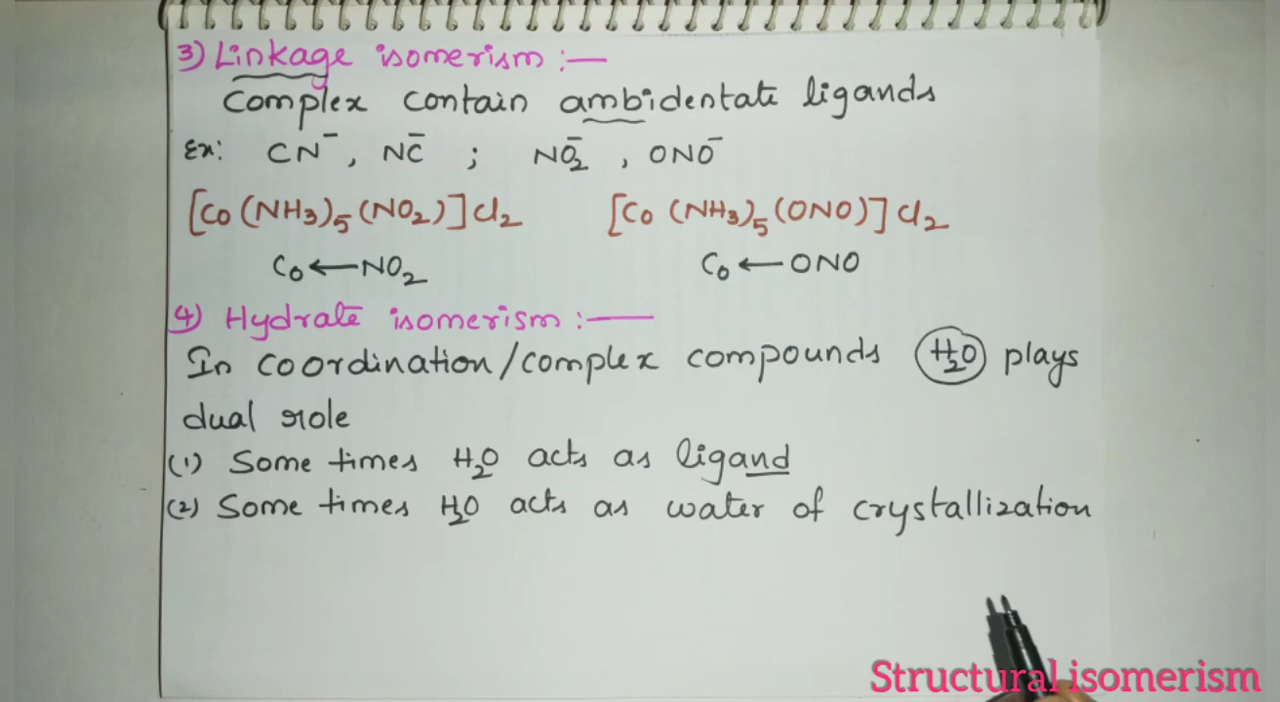 3) Linkage isomerism :—
Complex contain ambidentate ligands
Ex: CN⁻, NC⁻ ; NO₂⁻, ONO⁻
[Co(NH₃)₅(NO₂)]Cl₂ [Co(NH₃)₅(ONO)]Cl₂
Co←NO₂ Co←ONO
4) Hydrate isomerism :—
In coordination/complex compounds H₂O plays
dual role
(1) Some times H₂O acts as ligand
(2) Some times H₂O acts as water of crystallization
Structural isomerism